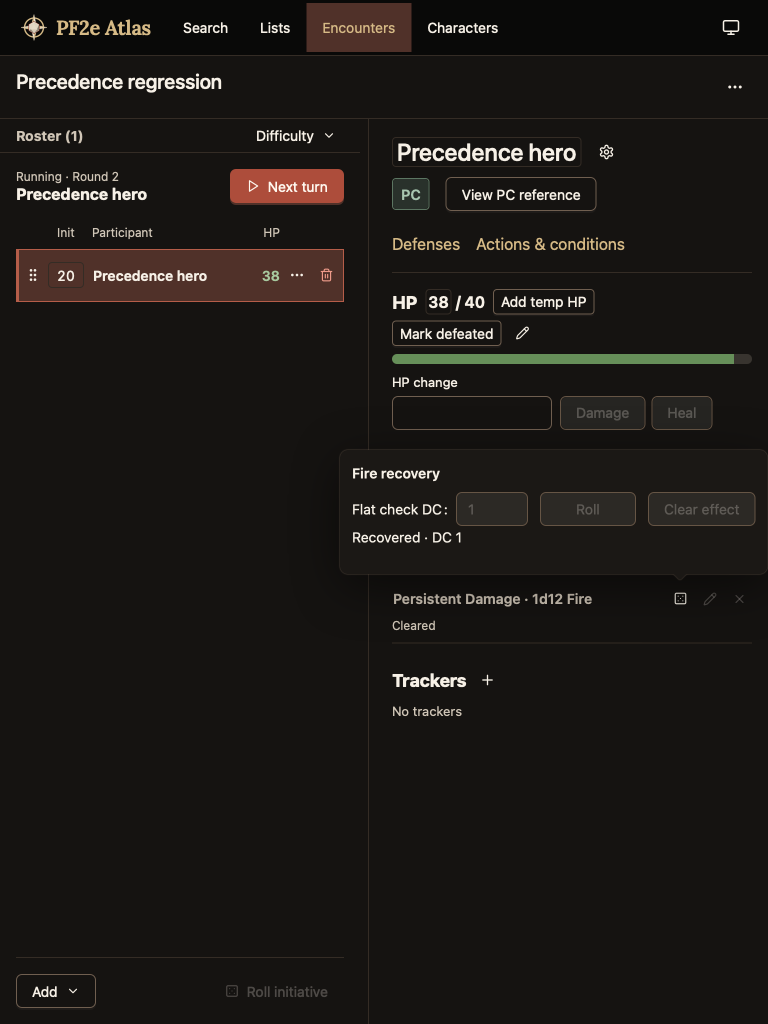 PF2e Atlas Search Lists Encounters Characters
Precedence regression
Roster (1) Difficulty
Running · Round 2
Precedence hero
Next turn
Init Participant HP
20 Precedence hero 38
Add
Roll initiative
Precedence hero
PC View PC reference
Defenses Actions & conditions
HP 38 / 40 Add temp HP
Mark defeated
HP change
Damage Heal
Fire recovery
Flat check DC: 1 Roll Clear effect
Recovered · DC 1
Persistent Damage · 1d12 Fire
Cleared
Trackers
No trackers